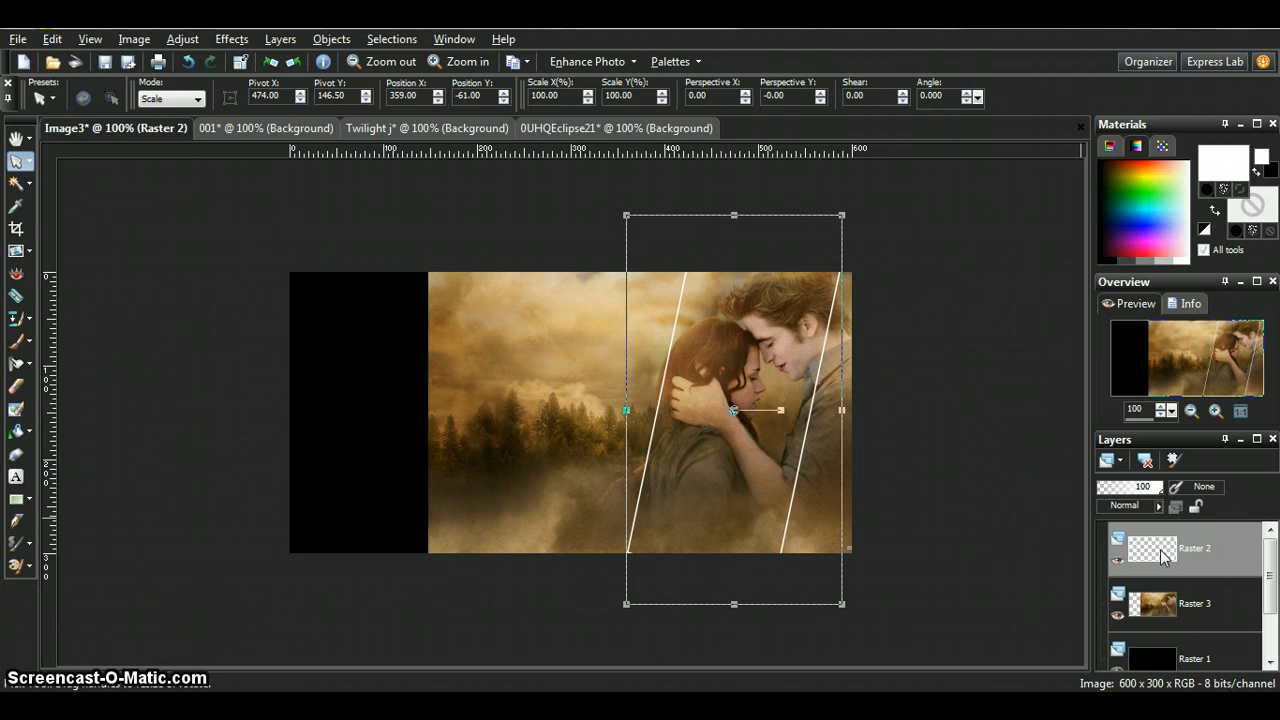 File Edit View Image Adjust Effects Layers Objects Selections Window Help
Zoom out Zoom in Enhance Photo Palettes Organizer Express Lab
Presets: Mode: Pivot X: Pivot Y: Position X: Position Y: Scale X(%): Scale Y(%): Perspective X: Perspective Y: Shear: Angle:
Scale 474.00 146.50 359.00 -61.00 100.00 100.00 0.00 -0.00 0.00 0.000
Image3* @ 100% (Raster 2) 001* @ 100% (Background) Twilight j* @ 100% (Background) 0UHQEclipse21* @ 100% (Background)
Materials
0 100 200 300 400 500 600
All tools
Overview
Preview Info
100
Layers
100 None
Normal
Raster 2
Raster 3
Raster 1
0
100
200
300
Screencast-O-Matic.com
Image: 600 x 300 x RGB - 8 bits/channel